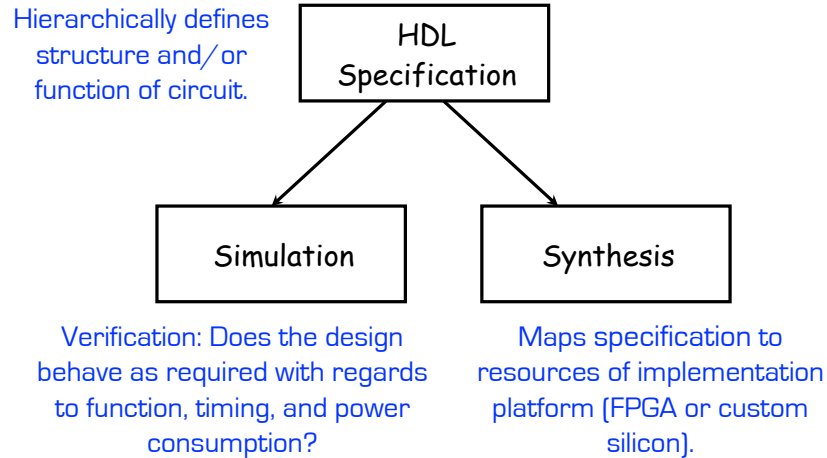 Hierarchically defines
structure and/or
function of circuit.
HDL
Specification
Simulation
Synthesis
Verification: Does the design
behave as required with regards
to function, timing, and power
consumption?
Maps specification to
resources of implementation
platform (FPGA or custom
silicon).